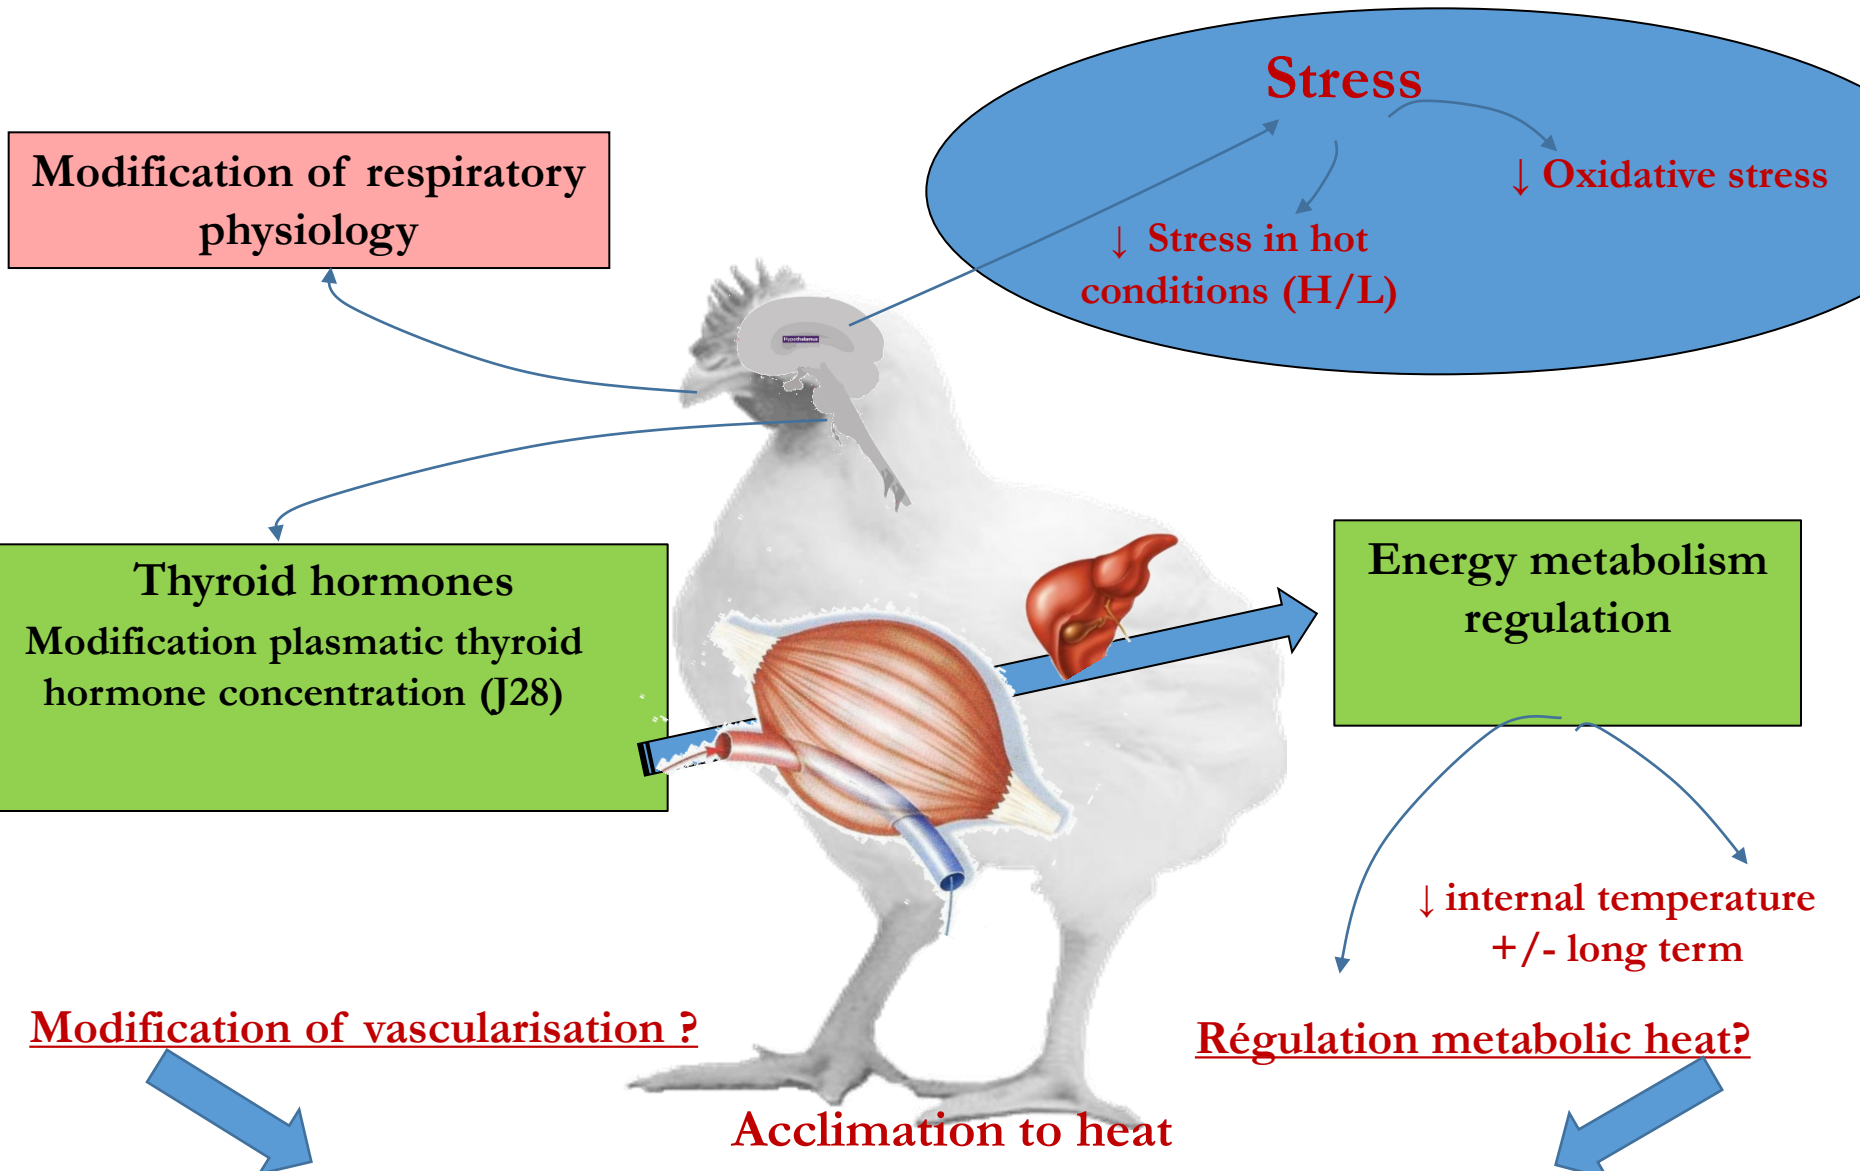 Stress
↓ Oxidative stress
↓ Stress in hot
conditions (H/L)
Modification of respiratory
physiology
Hypothalamus
Thyroid hormones
Modification plasmatic thyroid
hormone concentration (J28)
Energy metabolism
regulation
↓ internal temperature
+/- long term
Modification of vascularisation ?
Régulation metabolic heat?
Acclimation to heat